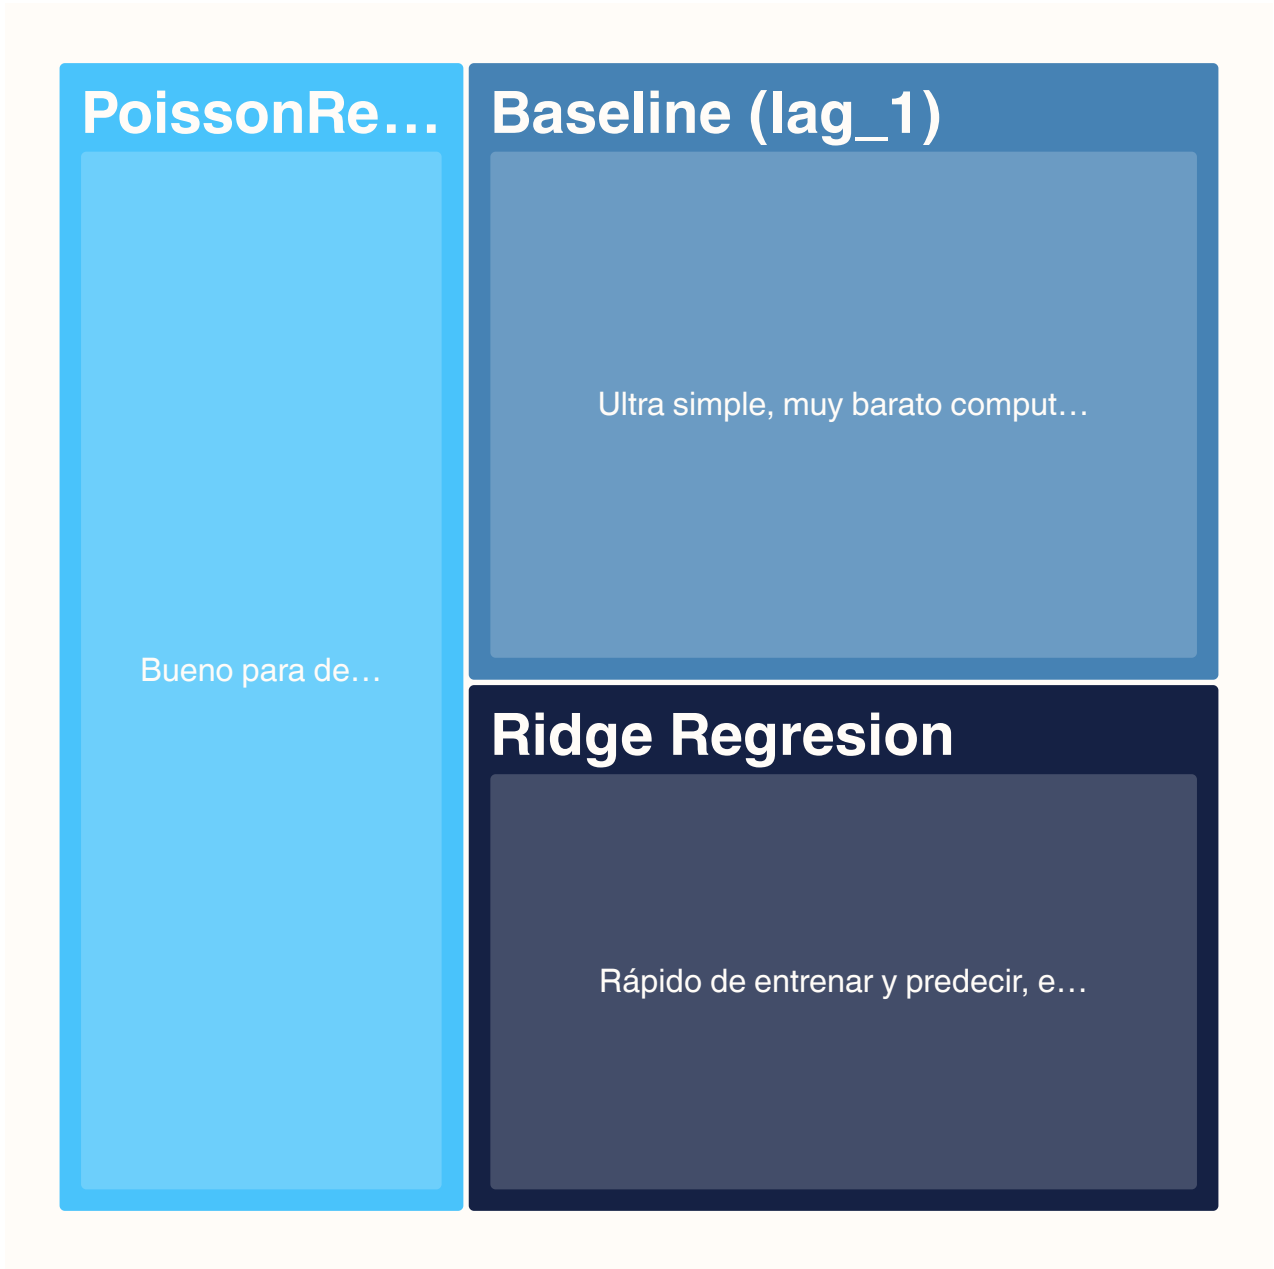 PoissonRe…
Bueno para de…
Baseline (lag_1)
Ultra simple, muy barato comput…
Ridge Regresion
Rápido de entrenar y predecir, e…